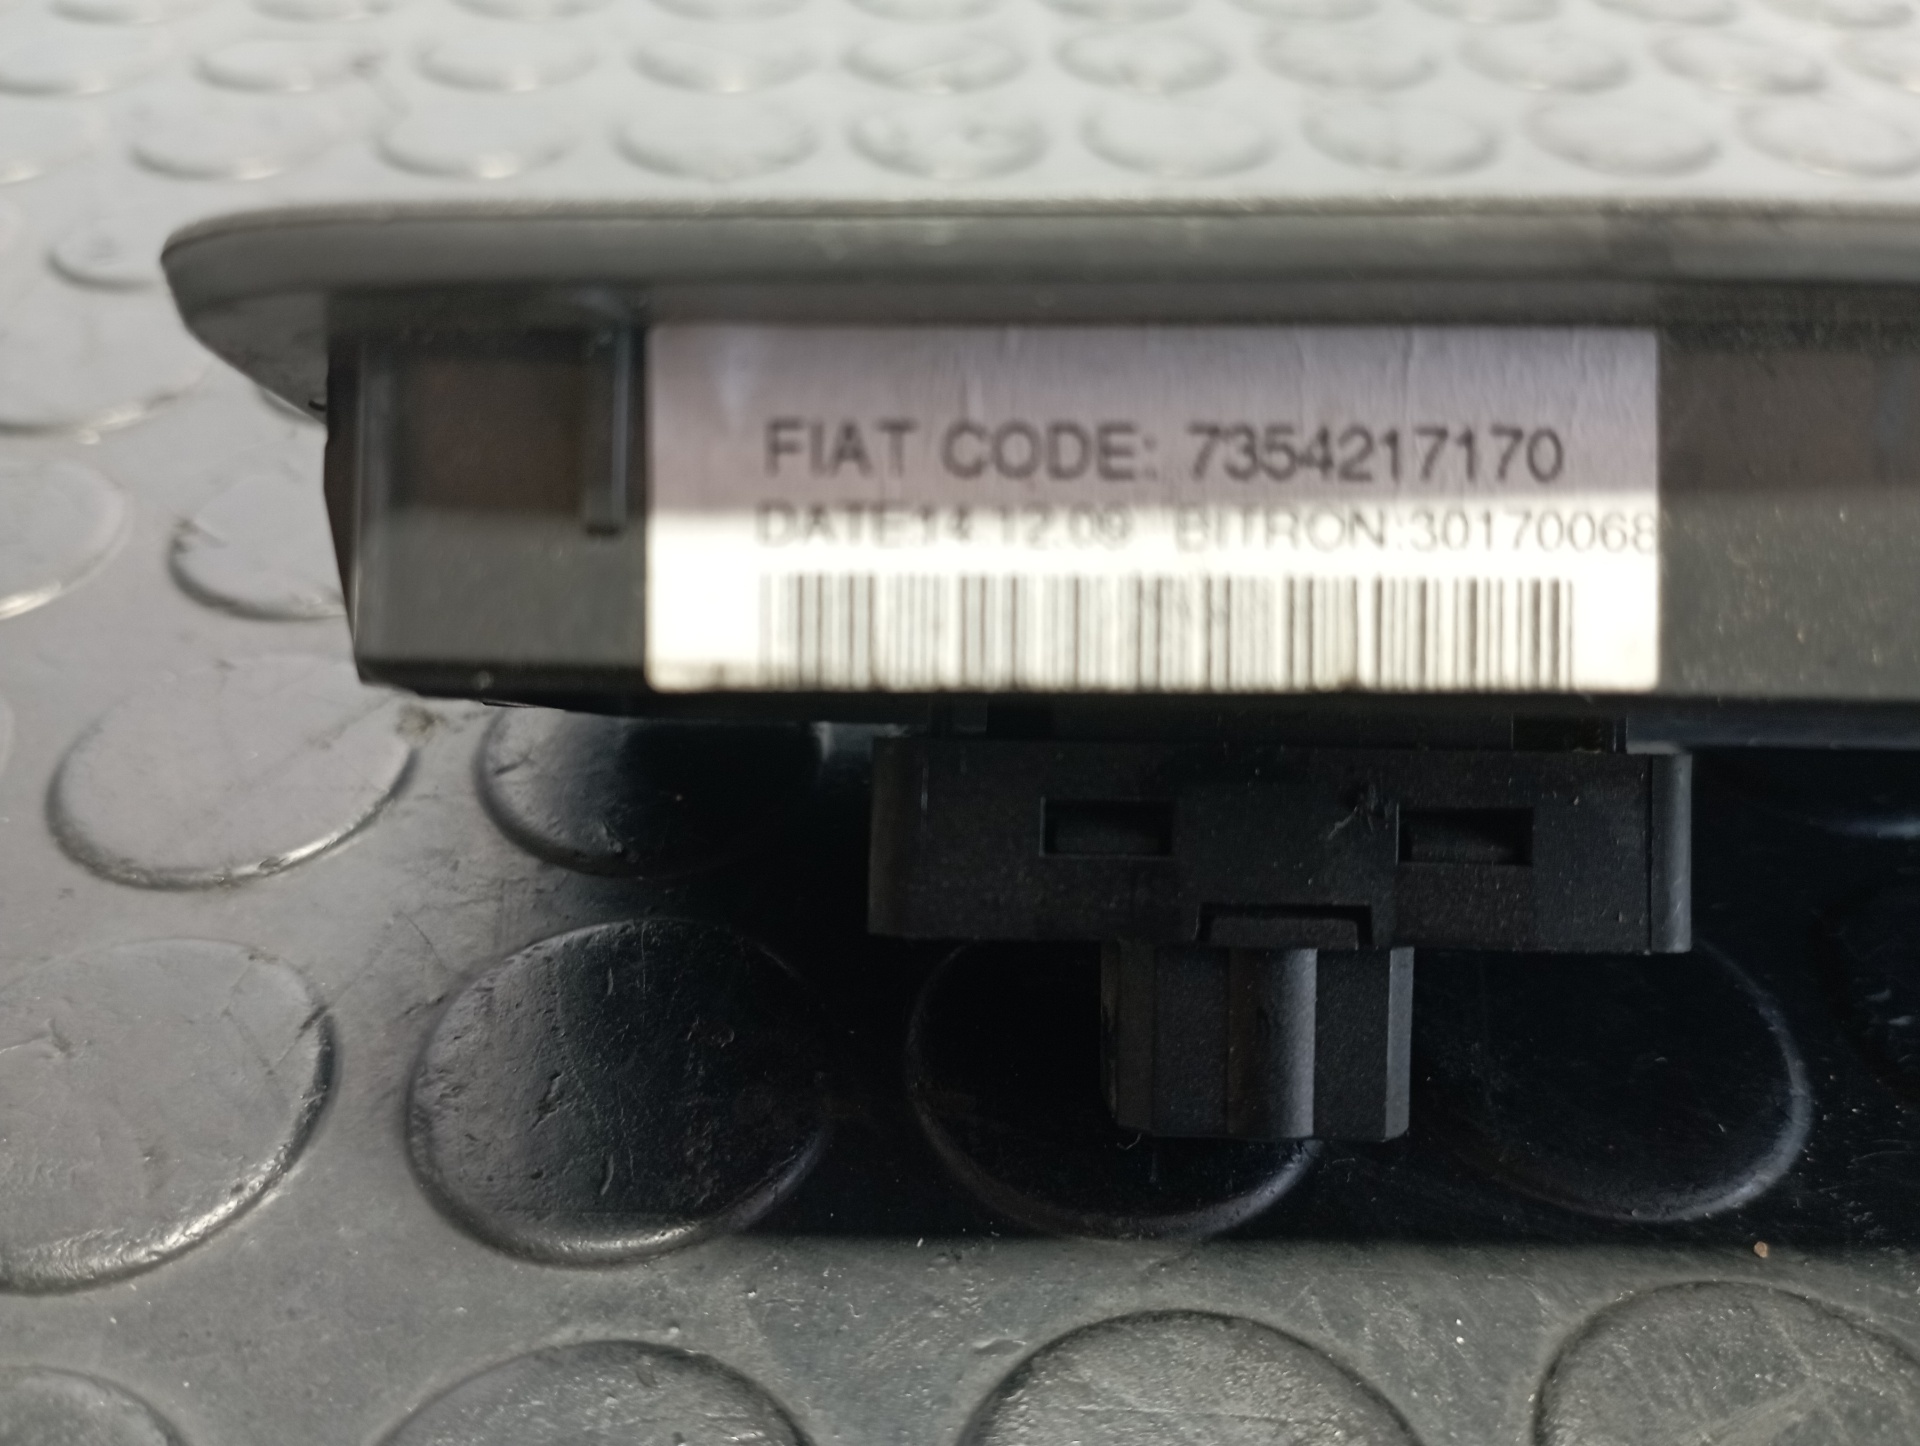 FIAT CODE: 7354217170
DATE:14.12.09 BITRON:30170068